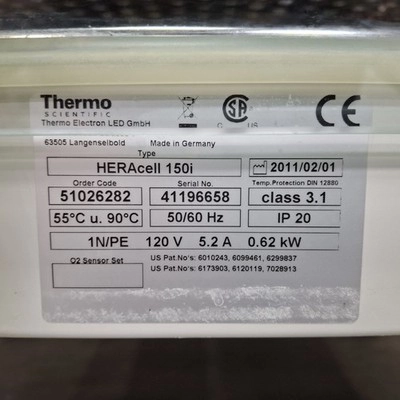 Thermo
SCIENTIFIC
Thermo Electron LED GmbH
63505 Langenselbold Made in Germany
Type
HERAcell 150i 2011/02/01
Order Code Serial No. Temp.Protection DIN 12880
51026282 41196658 class 3.1
55°C u. 90°C 50/60 Hz IP 20
1N/PE 120 V 5.2 A 0.62 kW
O2 Sensor Set US Pat.No's: 6010243, 6099461, 6299837
US Pat.No's: 6173903, 6120119, 7028913
SA
C US
CE